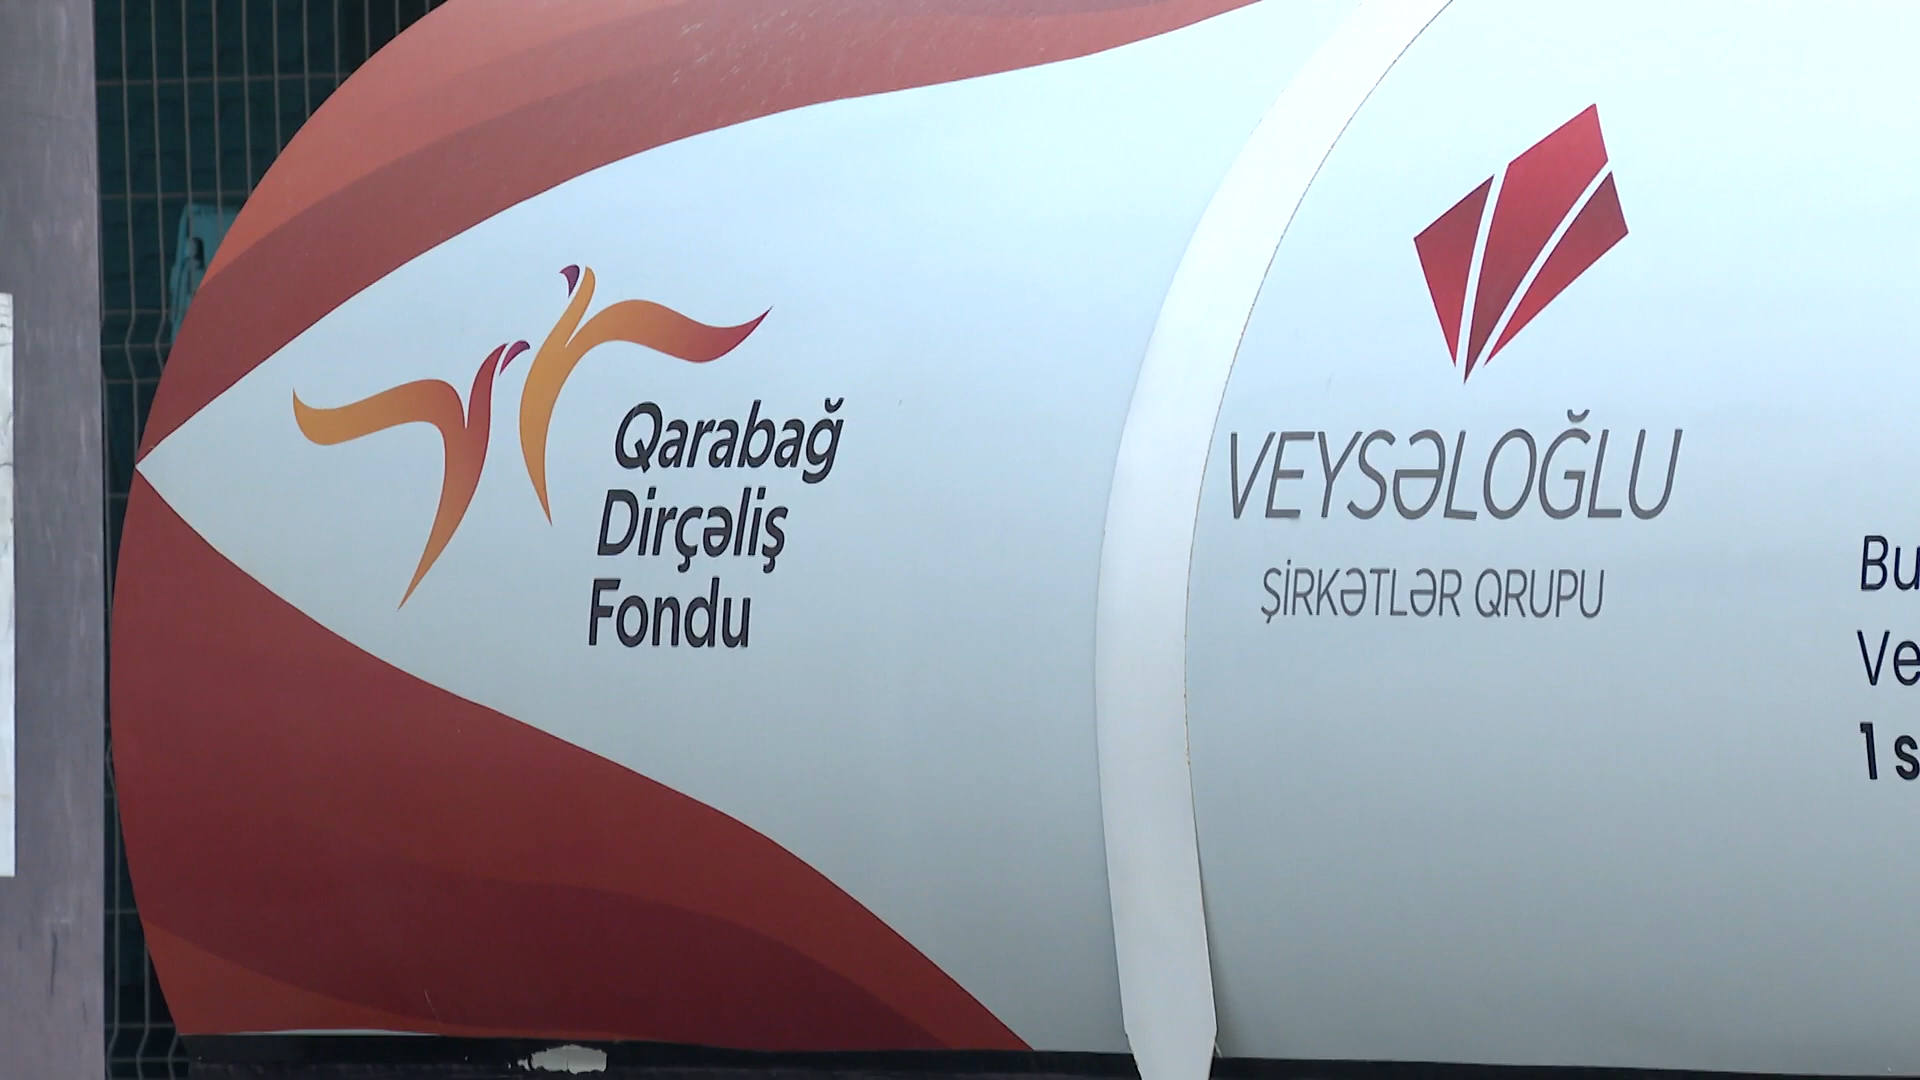 Qarabağ
Dirçəliş
Fondu
VEYSƏLOĞLU
ŞİRKƏTLƏR QRUPU
Bu
Ve
1 s